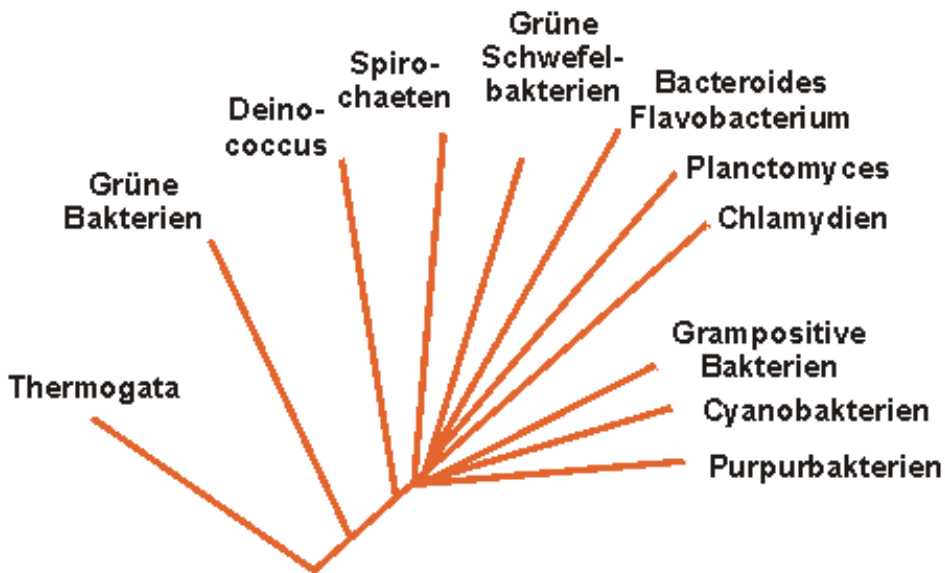 Grüne
Schwefel-
bakterien
Spiro-
chaeten
Bacteroides
Flavobacterium
Deino-
coccus
Planctomyces
Grüne
Bakterien
Chlamydien
Grampositive
Bakterien
Thermogata
Cyanobakterien
Purpurbakterien